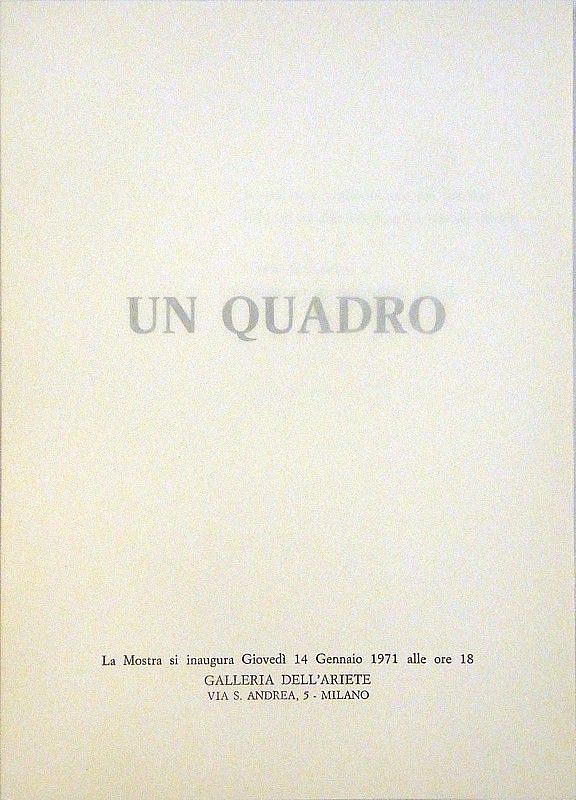 UN QUADRO
La Mostra si inaugura Giovedì 14 Gennaio 1971 alle ore 18
GALLERIA DELL'ARIETE
VIA S. ANDREA, 5 - MILANO